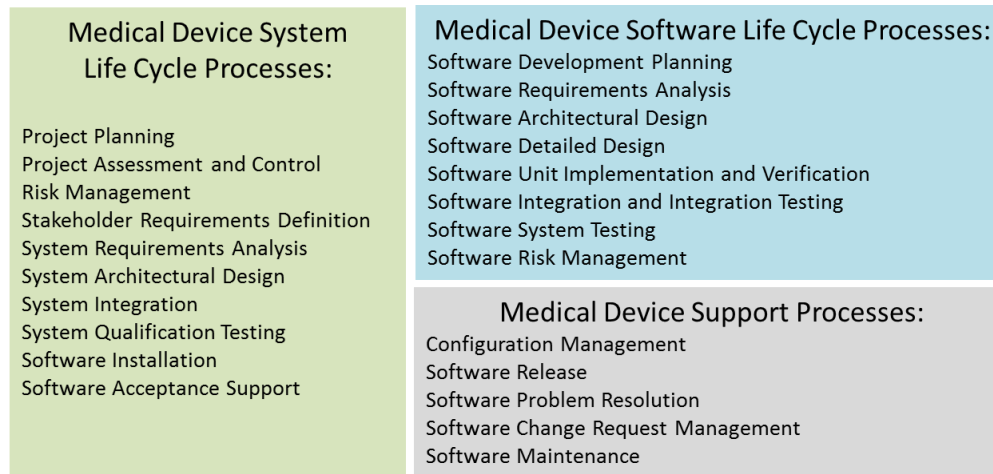 Medical Device System
Life Cycle Processes:
Project Planning
Project Assessment and Control
Risk Management
Stakeholder Requirements Definition
System Requirements Analysis
System Architectural Design
System Integration
System Qualification Testing
Software Installation
Software Acceptance Support
Medical Device Software Life Cycle Processes:
Software Development Planning
Software Requirements Analysis
Software Architectural Design
Software Detailed Design
Software Unit Implementation and Verification
Software Integration and Integration Testing
Software System Testing
Software Risk Management
Medical Device Support Processes:
Configuration Management
Software Release
Software Problem Resolution
Software Change Request Management
Software Maintenance